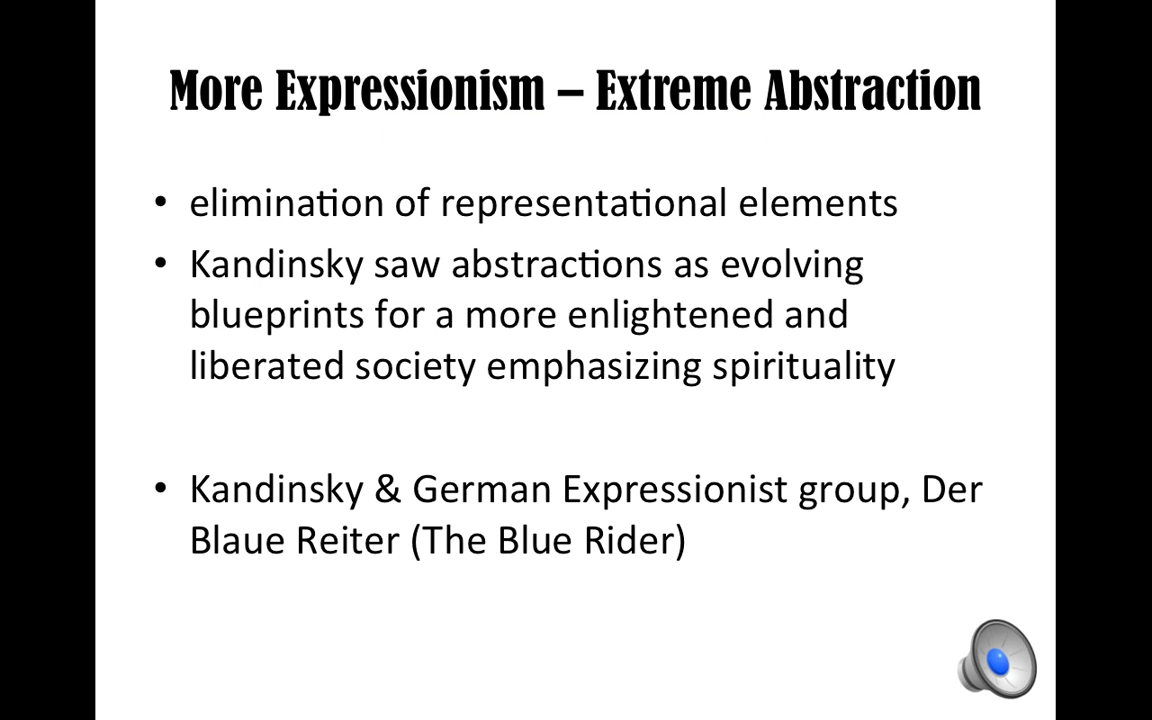 More Expressionism – Extreme Abstraction
• elimination of representational elements
• Kandinsky saw abstractions as evolving
blueprints for a more enlightened and
liberated society emphasizing spirituality
• Kandinsky & German Expressionist group, Der
Blaue Reiter (The Blue Rider)